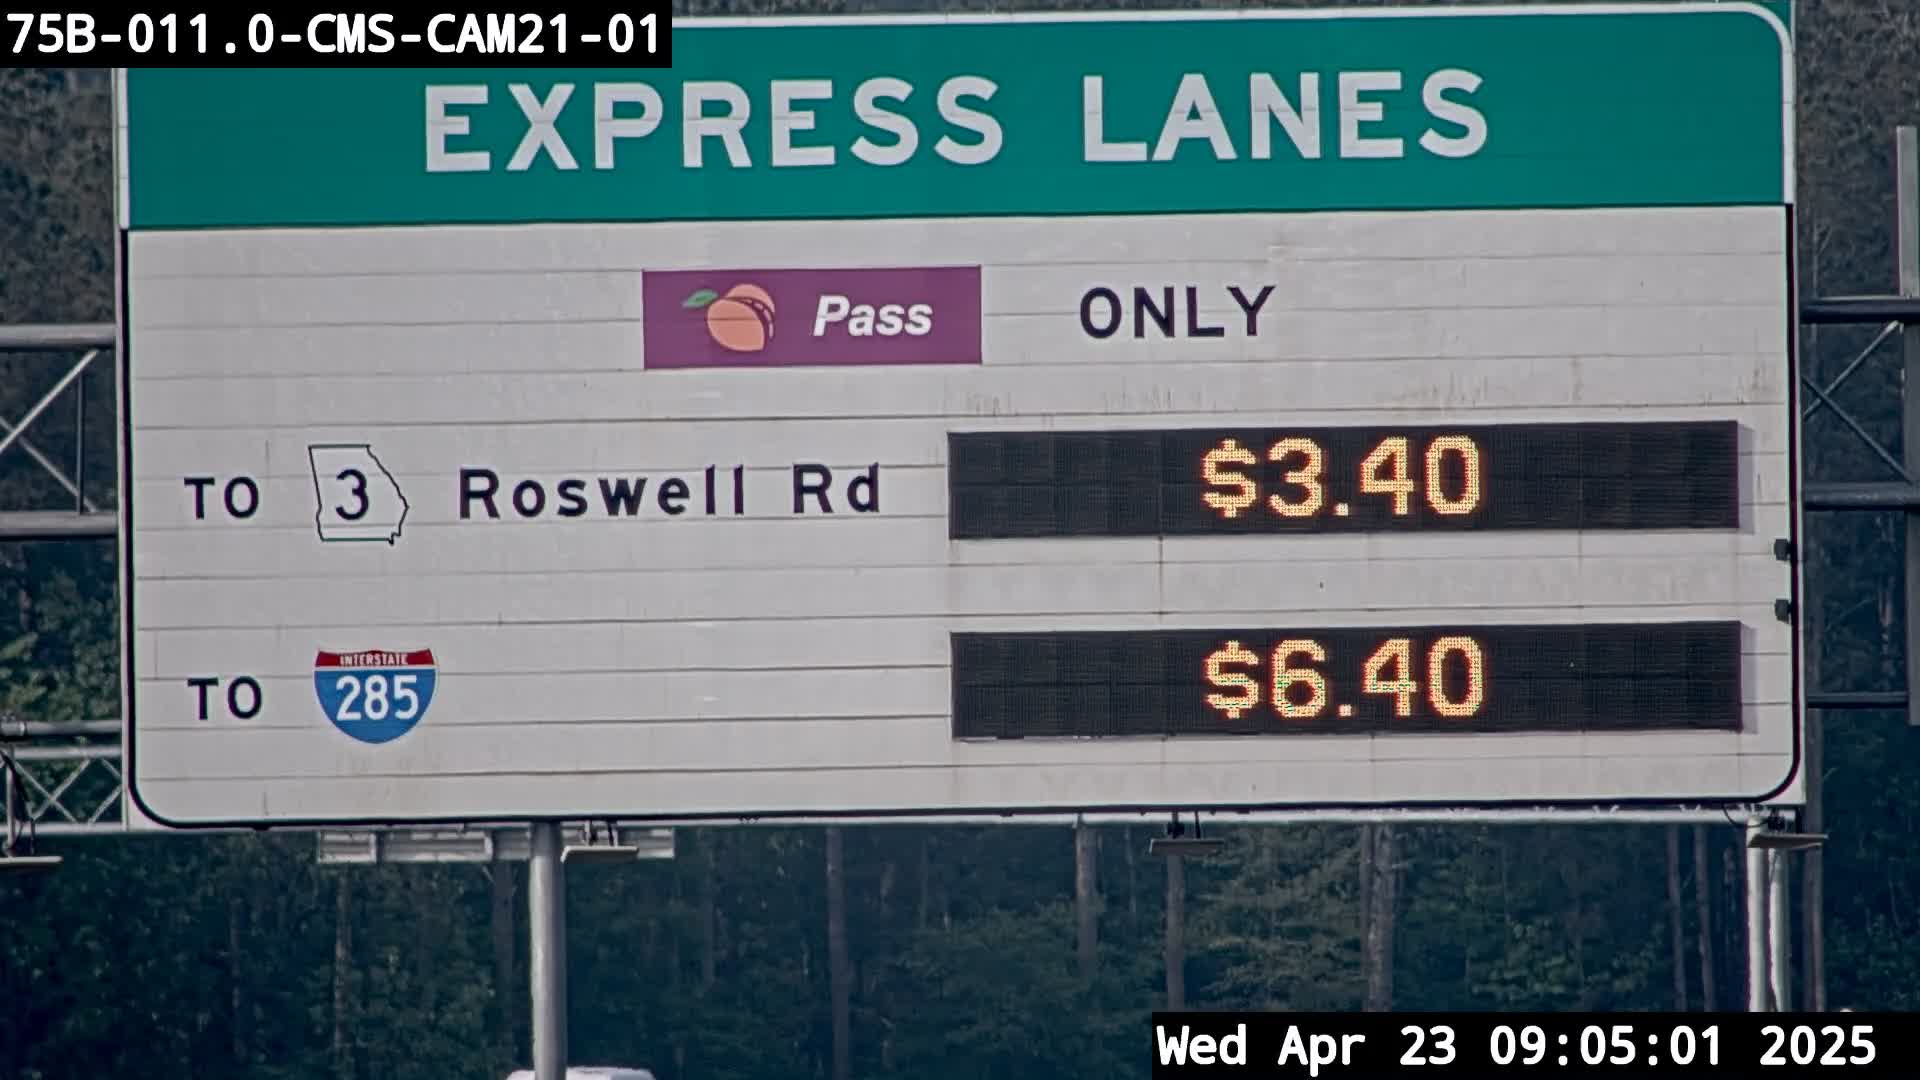 75B-011.0-CMS-CAM21-01
EXPRESS LANES
Pass ONLY
TO 3 Roswell Rd $3.40
TO INTERSTATE 285 $6.40
Wed Apr 23 09:05:01 2025